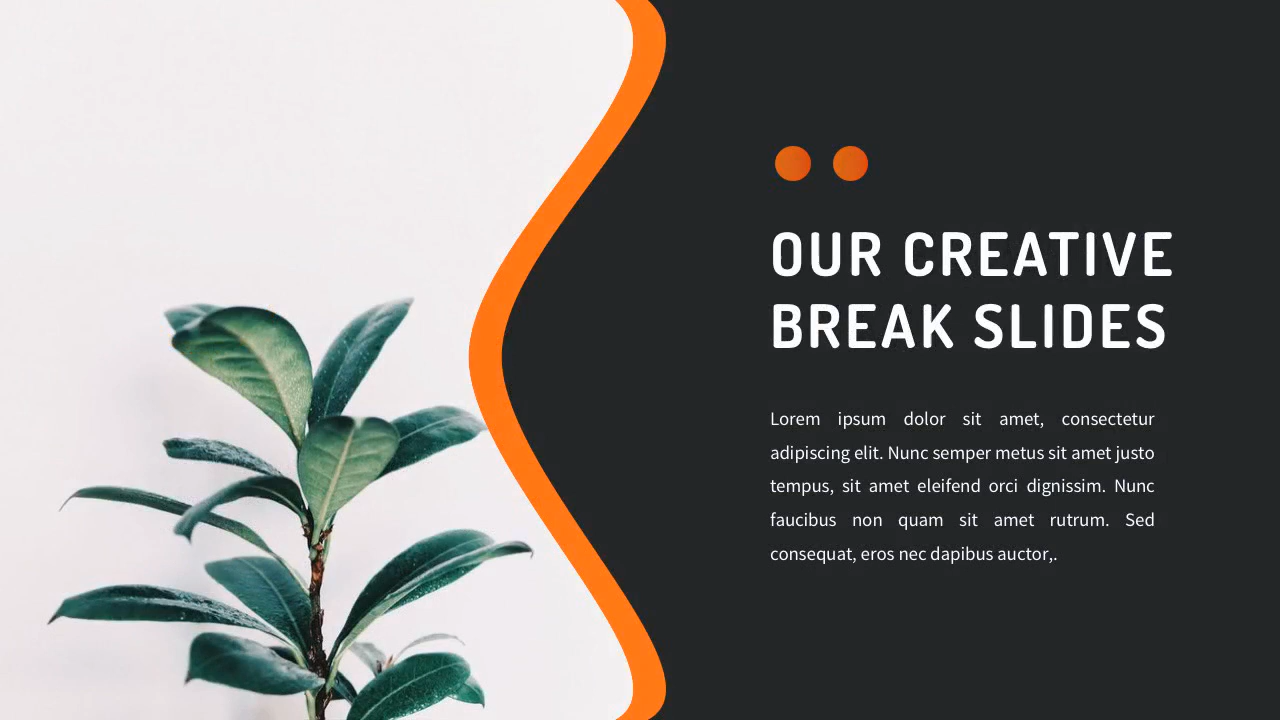 OUR CREATIVE
BREAK SLIDES
Lorem ipsum dolor sit amet, consectetur
adipiscing elit. Nunc semper metus sit amet justo
tempus, sit amet eleifend orci dignissim. Nunc
faucibus non quam sit amet rutrum. Sed
consequat, eros nec dapibus auctor,.